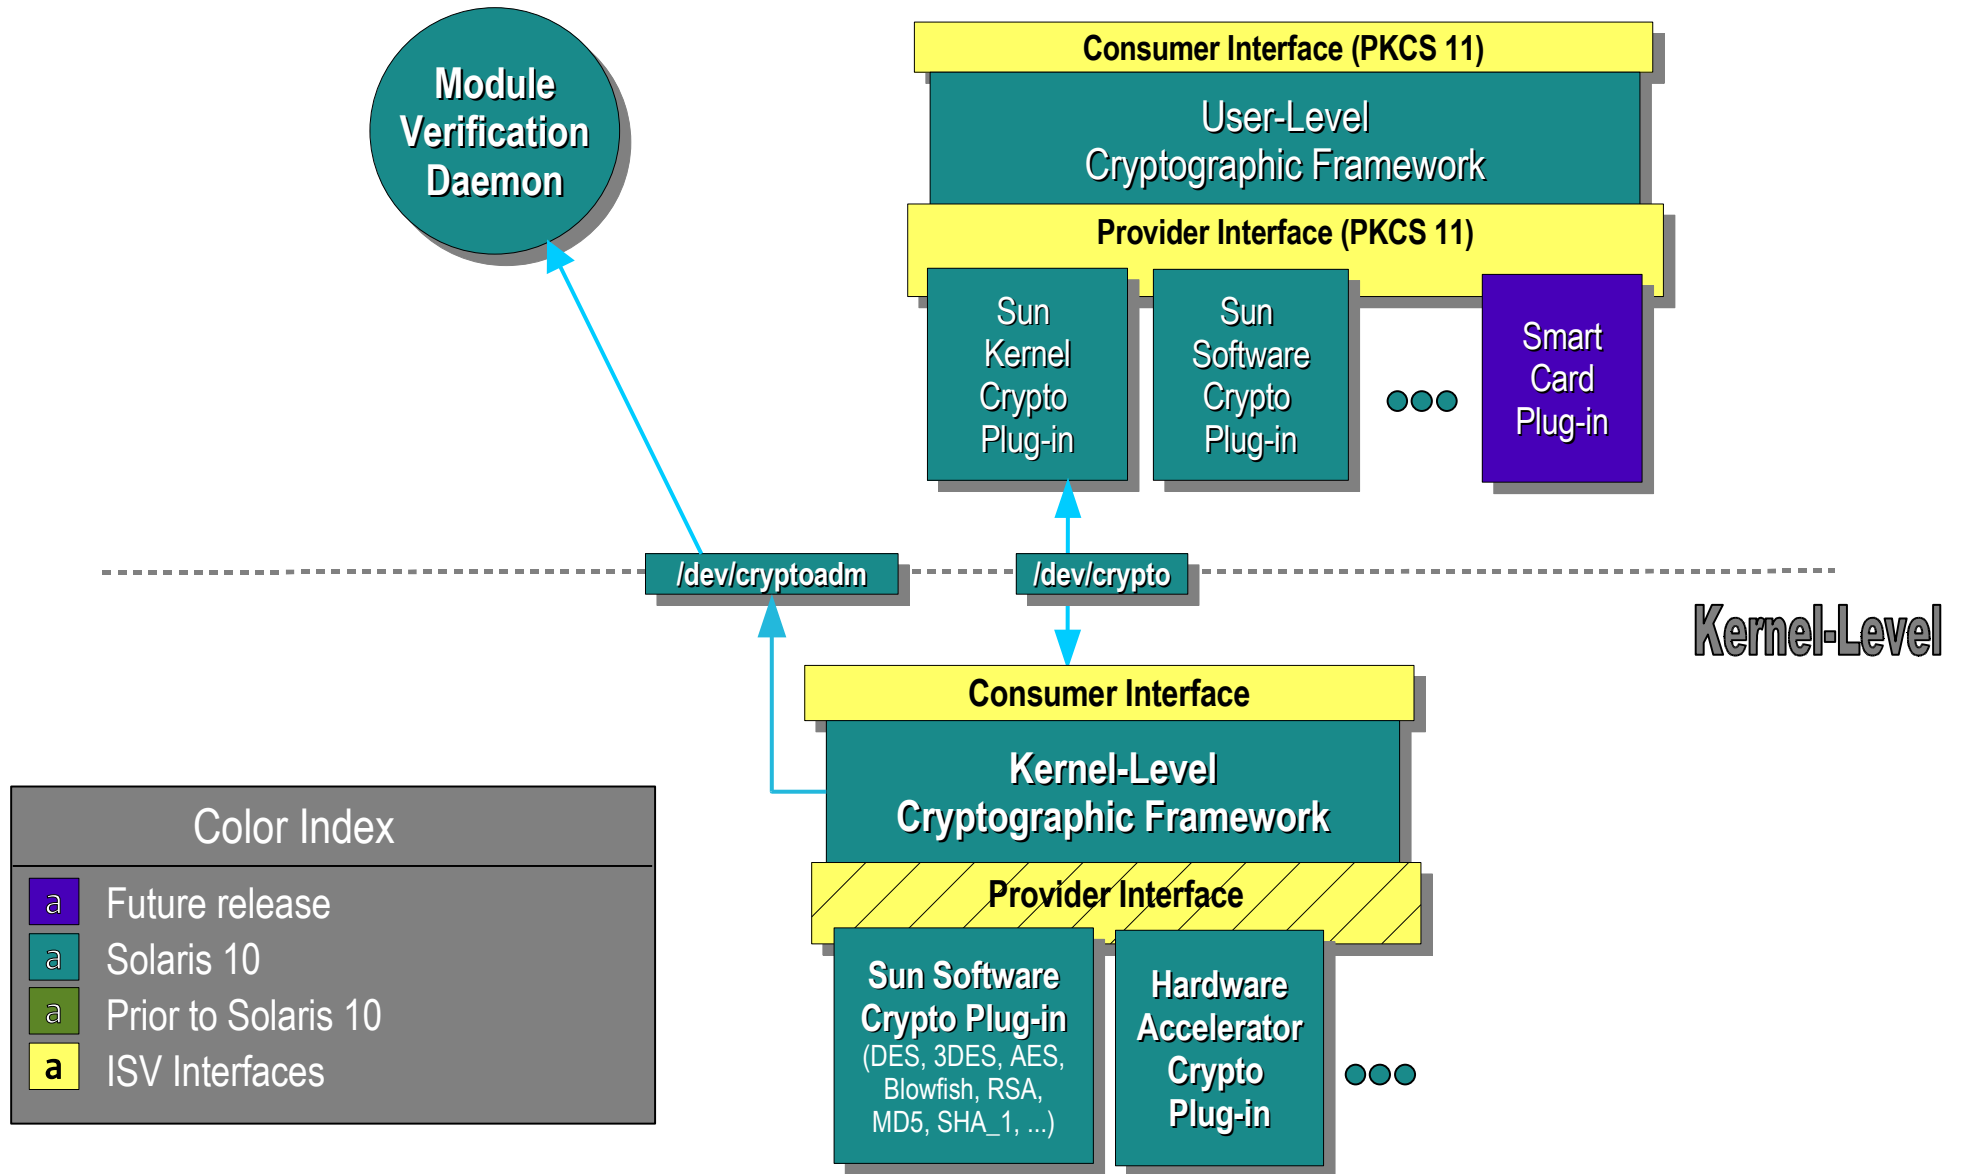 Module
Verification
Daemon
Consumer Interface (PKCS 11)
User-Level
Cryptographic Framework
Provider Interface (PKCS 11)
Sun
Kernel
Crypto
Plug-in
Sun
Software
Crypto
Plug-in
Smart
Card
Plug-in
/dev/cryptoadm
/dev/crypto
Kernel-Level
Consumer Interface
Kernel-Level
Cryptographic Framework
Provider Interface
Sun Software
Crypto Plug-in
(DES, 3DES, AES,
Blowfish, RSA,
MD5, SHA_1, ...)
Hardware
Accelerator
Crypto
Plug-in
Color Index
a Future release
a Solaris 10
a Prior to Solaris 10
a ISV Interfaces